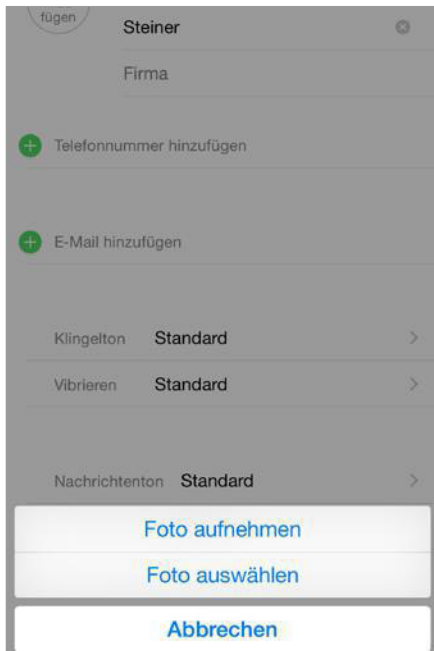 fügen
Steiner
Firma
Telefonnummer hinzufügen
E-Mail hinzufügen
Klingelton Standard
Vibrieren Standard
Nachrichtenton Standard
Foto aufnehmen
Foto auswählen
Abbrechen